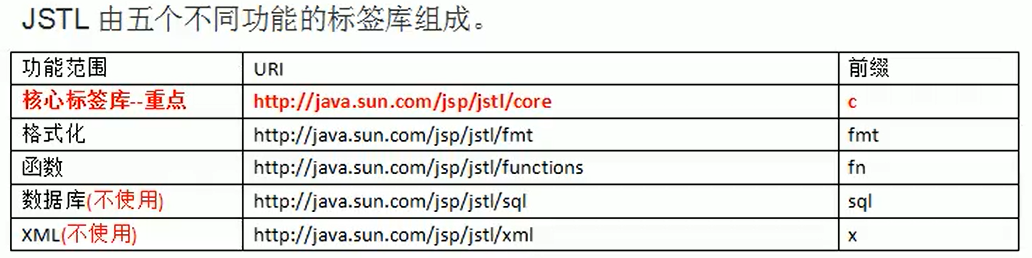 JSTL 由五个不同功能的标签库组成。
功能范围 URI 前缀
核心标签库--重点 http://java.sun.com/jsp/jstl/core c
格式化 http://java.sun.com/jsp/jstl/fmt fmt
函数 http://java.sun.com/jsp/jstl/functions fn
数据库(不使用) http://java.sun.com/jsp/jstl/sql sql
XML(不使用) http://java.sun.com/jsp/jstl/xml x